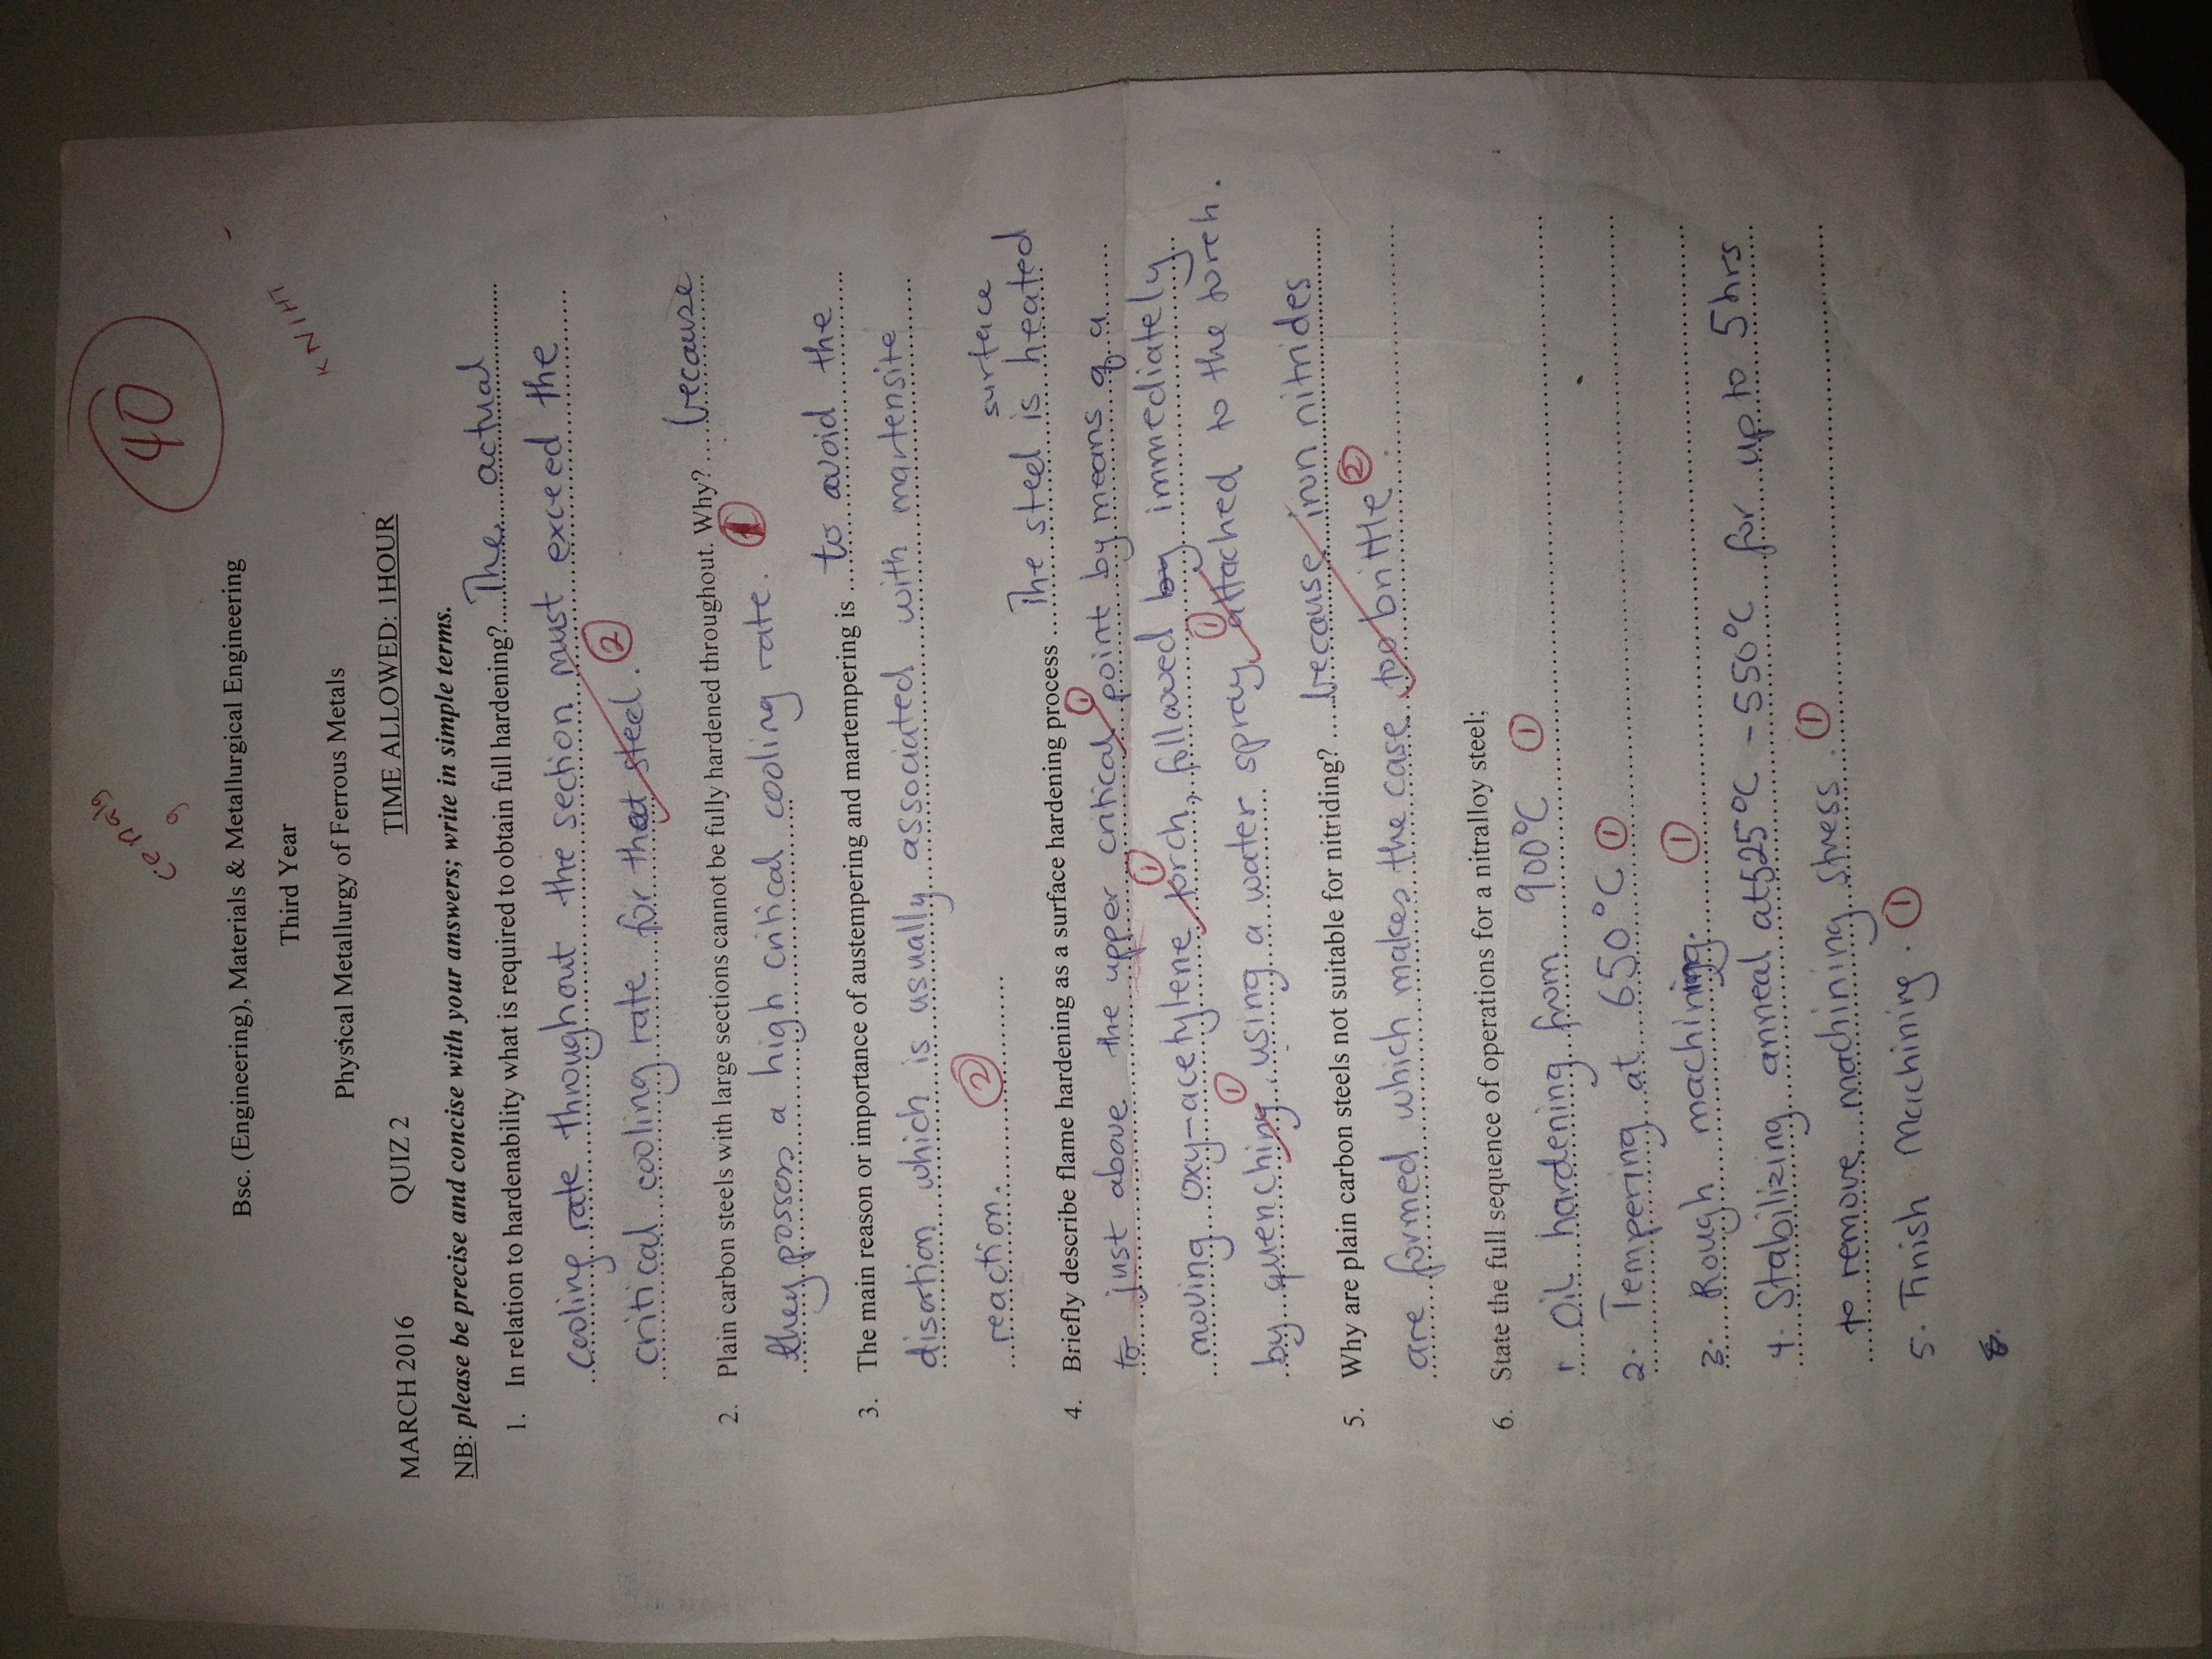 cenalg
g
40
Bsc. (Engineering), Materials & Metallurgical Engineering
Third Year
KNIHT
Physical Metallurgy of Ferrous Metals
MARCH 2016 QUIZ 2 TIME ALLOWED: 1HOUR
NB: please be precise and concise with your answers; write in simple terms.
1. In relation to hardenability what is required to obtain full hardening?.....The actual
cooling rate throughout the section must exceed the
critical cooling rate for that steel. 2
2. Plain carbon steels with large sections cannot be fully hardened throughout. Why? ....because
they possess a high critical cooling rate. 1
3. The main reason or importance of austempering and martempering is ....to avoid the
disortion which is usually associated with martensite
reaction. 2
surface
4. Briefly describe flame hardening as a surface hardening process ....The steel is heated
1
to just above the upper critical point by means of a
1
moving oxy-acetylene torch, followed by immediately
1 1
by quenching using a water spray attached to the torch.
5. Why are plain carbon steels not suitable for nitriding? ....because iron nitrides
are formed which makes the case too brittle. 2
6. State the full sequence of operations for a nitralloy steel;
1. Oil hardening from 900°C 1
2. Tempering at 650°C 1
3. Rough machining. 1
4. Stabilizing anneal at 525°C - 550°C for up to 5hrs
to remove machining stress. 1
5. Finish Machining. 1